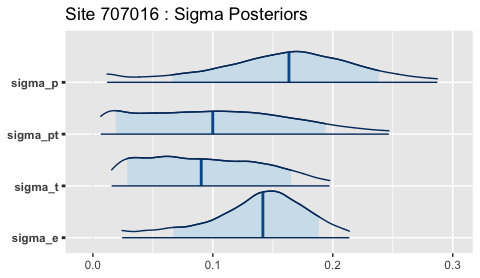 Site 707016 : Sigma Posteriors
sigma_p
sigma_pt
sigma_t
sigma_e
0.0 0.1 0.2 0.3